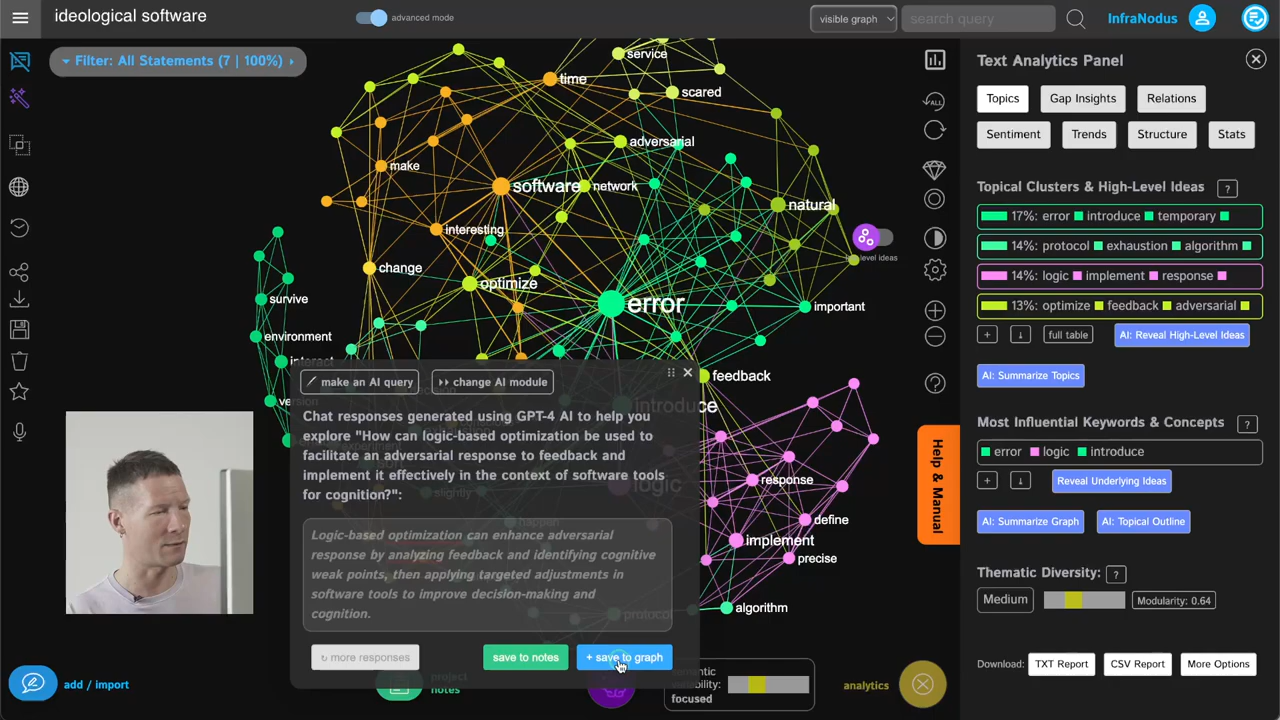 ideological software
advanced mode
visible graph
search query
InfraNodus
Filter: All Statements (7 | 100%)
service
time
scared
adversarial
make
software
network
natural
interesting
change
optimize
error
important
survive
environment
interact
feedback
introduce
logic
response
define
implement
precise
algorithm
protocol
make an AI query
change AI module
Chat responses generated using GPT-4 AI to help you
explore "How can logic-based optimization be used to
facilitate an adversarial response to feedback and
implement is effectively in the context of software tools
for cognition?":
slightly
happen
Logic-based optimization can enhance adversarial
response by analyzing feedback and identifying cognitive
weak points, then applying targeted adjustments in
software tools to improve decision-making and
cognition.
more responses
save to notes
+ save to graph
add / import
project
notes
variability:
focused
analytics
Help & Manual
Text Analytics Panel
Topics
Gap Insights
Relations
Sentiment
Trends
Structure
Stats
Topical Clusters & High-Level Ideas ?
17%: error introduce temporary
14%: protocol exhaustion algorithm
14%: logic implement response
13%: optimize feedback adversarial
+ ↓ full table AI: Reveal High-Level Ideas
AI: Summarize Topics
Most Influential Keywords & Concepts ?
error logic introduce
+ ↓ Reveal Underlying Ideas
AI: Summarize Graph AI: Topical Outline
Thematic Diversity: ?
Medium Modularity: 0.64
Download: TXT Report CSV Report More Options